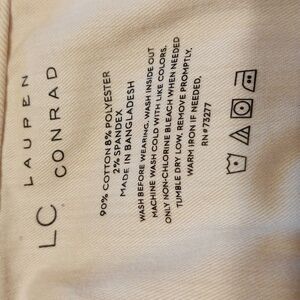 LC LAUREN
CONRAD
90% COTTON 8% POLYESTER
2% SPANDEX
MADE IN BANGLADESH
WASH BEFORE WEARING. WASH INSIDE OUT
MACHINE WASH COLD WITH LIKE COLORS.
ONLY NON-CHLORINE BLEACH WHEN NEEDED
TUMBLE DRY LOW, REMOVE PROMPTLY,
WARM IRON IF NEEDED.
RN# 73277